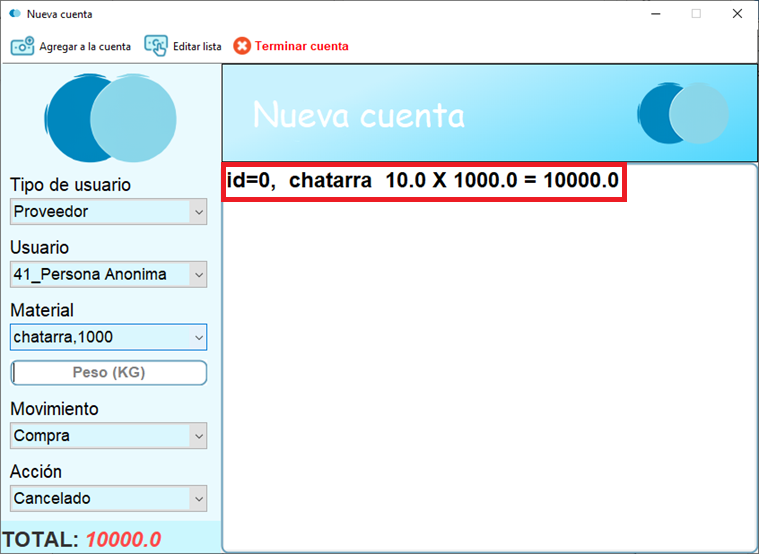 Nueva cuenta
Agregar a la cuenta Editar lista Terminar cuenta
Nueva cuenta
id=0, chatarra 10.0 X 1000.0 = 10000.0
Tipo de usuario
Proveedor
Usuario
41_Persona Anonima
Material
chatarra,1000
Peso (KG)
Movimiento
Compra
Acción
Cancelado
TOTAL: 10000.0